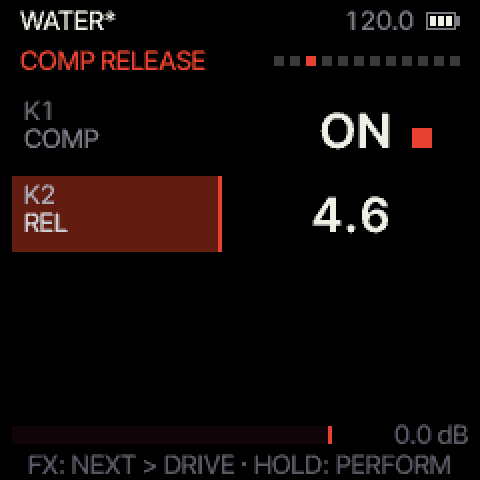 WATER* 120.0
COMP RELEASE
K1
COMP ON
K2
REL 4.6
0.0 dB
FX: NEXT > DRIVE · HOLD: PERFORM